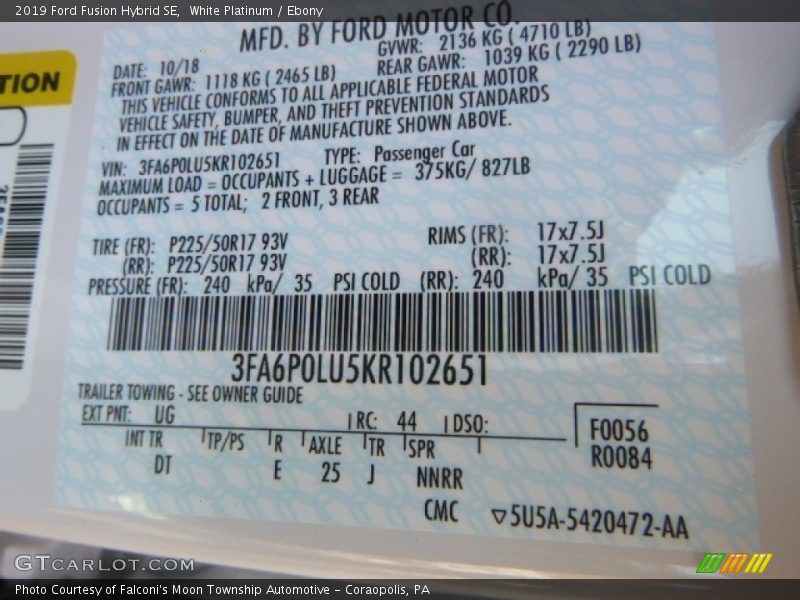 2019 Ford Fusion Hybrid SE, White Platinum / Ebony
TION
MFD. BY FORD MOTOR CO.
DATE: 10/18 GVWR: 2136 KG ( 4710 LB)
FRONT GAWR: 1118 KG ( 2465 LB) REAR GAWR: 1039 KG ( 2290 LB)
THIS VEHICLE CONFORMS TO ALL APPLICABLE FEDERAL MOTOR
VEHICLE SAFETY, BUMPER, AND THEFT PREVENTION STANDARDS
IN EFFECT ON THE DATE OF MANUFACTURE SHOWN ABOVE.
VIN: 3FA6P0LU5KR102651 TYPE: Passenger Car
MAXIMUM LOAD = OCCUPANTS + LUGGAGE = 375KG/ 827LB
OCCUPANTS = 5 TOTAL; 2 FRONT, 3 REAR
TIRE (FR): P225/50R17 93V RIMS (FR): 17x7.5J
(RR): P225/50R17 93V (RR): 17x7.5J
PRESSURE (FR): 240 kPa/ 35 PSI COLD (RR): 240 kPa/ 35 PSI COLD
3FA6P0LU5KR102651
TRAILER TOWING - SEE OWNER GUIDE
EXT PNT: UG RC: 44 DSO: F0056
INT TR TP/PS R AXLE TR SPR R0084
DT E 25 J NNRR
CMC ▽5U5A-5420472-AA
GTCARLOT.COM
Photo Courtesy of Falconi's Moon Township Automotive - Coraopolis, PA